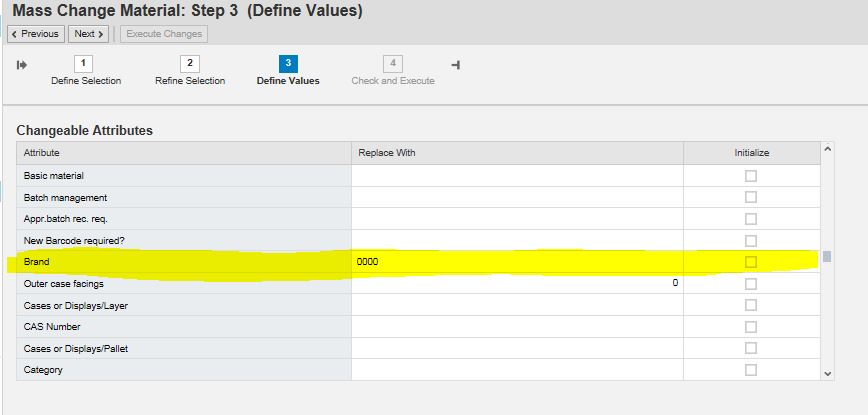 Mass Change Material: Step 3 (Define Values)
Previous Next Execute Changes
1 2 3 4
Define Selection Refine Selection Define Values Check and Execute
Changeable Attributes
Attribute Replace With Initialize
Basic material
Batch management
Appr.batch rec. req.
New Barcode required?
Brand 0000
Outer case facings 0
Cases or Displays/Layer
CAS Number
Cases or Displays/Pallet
Category